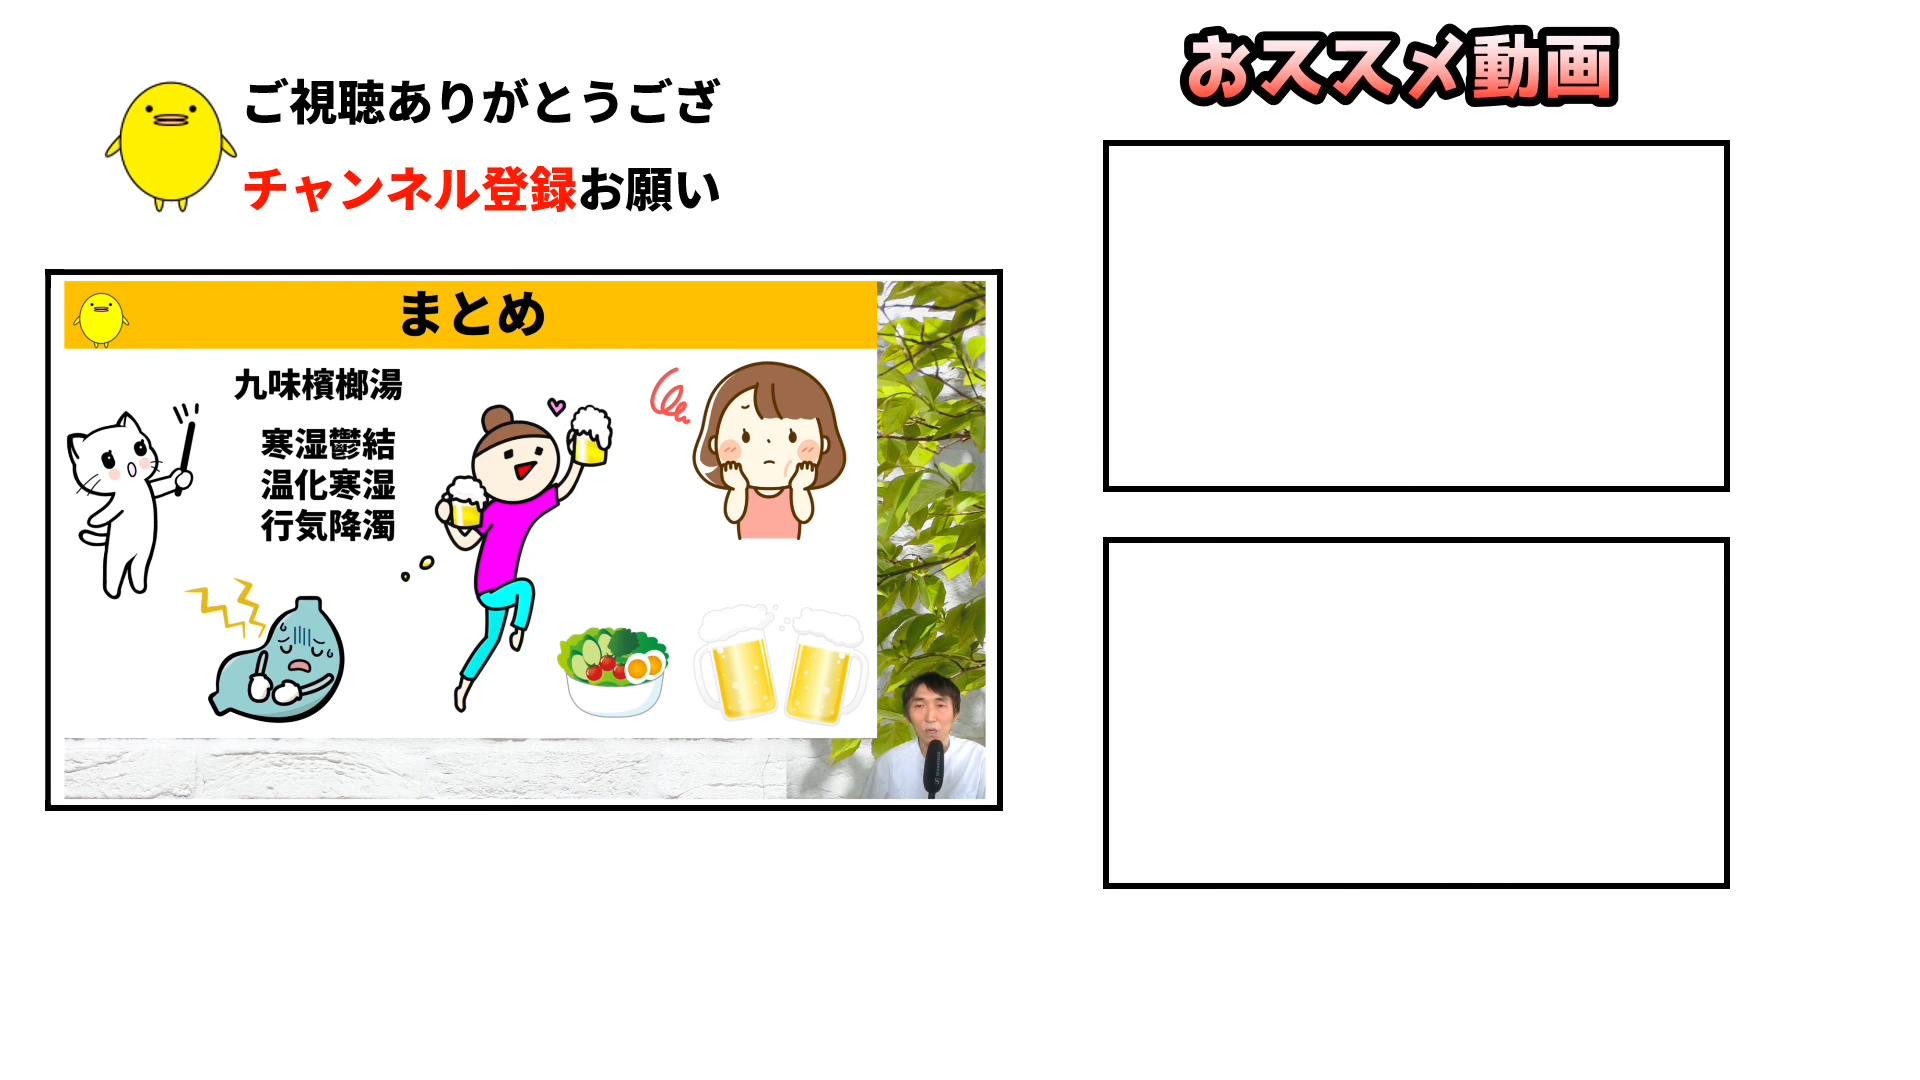 ご視聴ありがとうござ
チャンネル登録お願い
まとめ
九味檳榔湯
寒湿鬱結
温化寒湿
行気降濁
おススメ動画